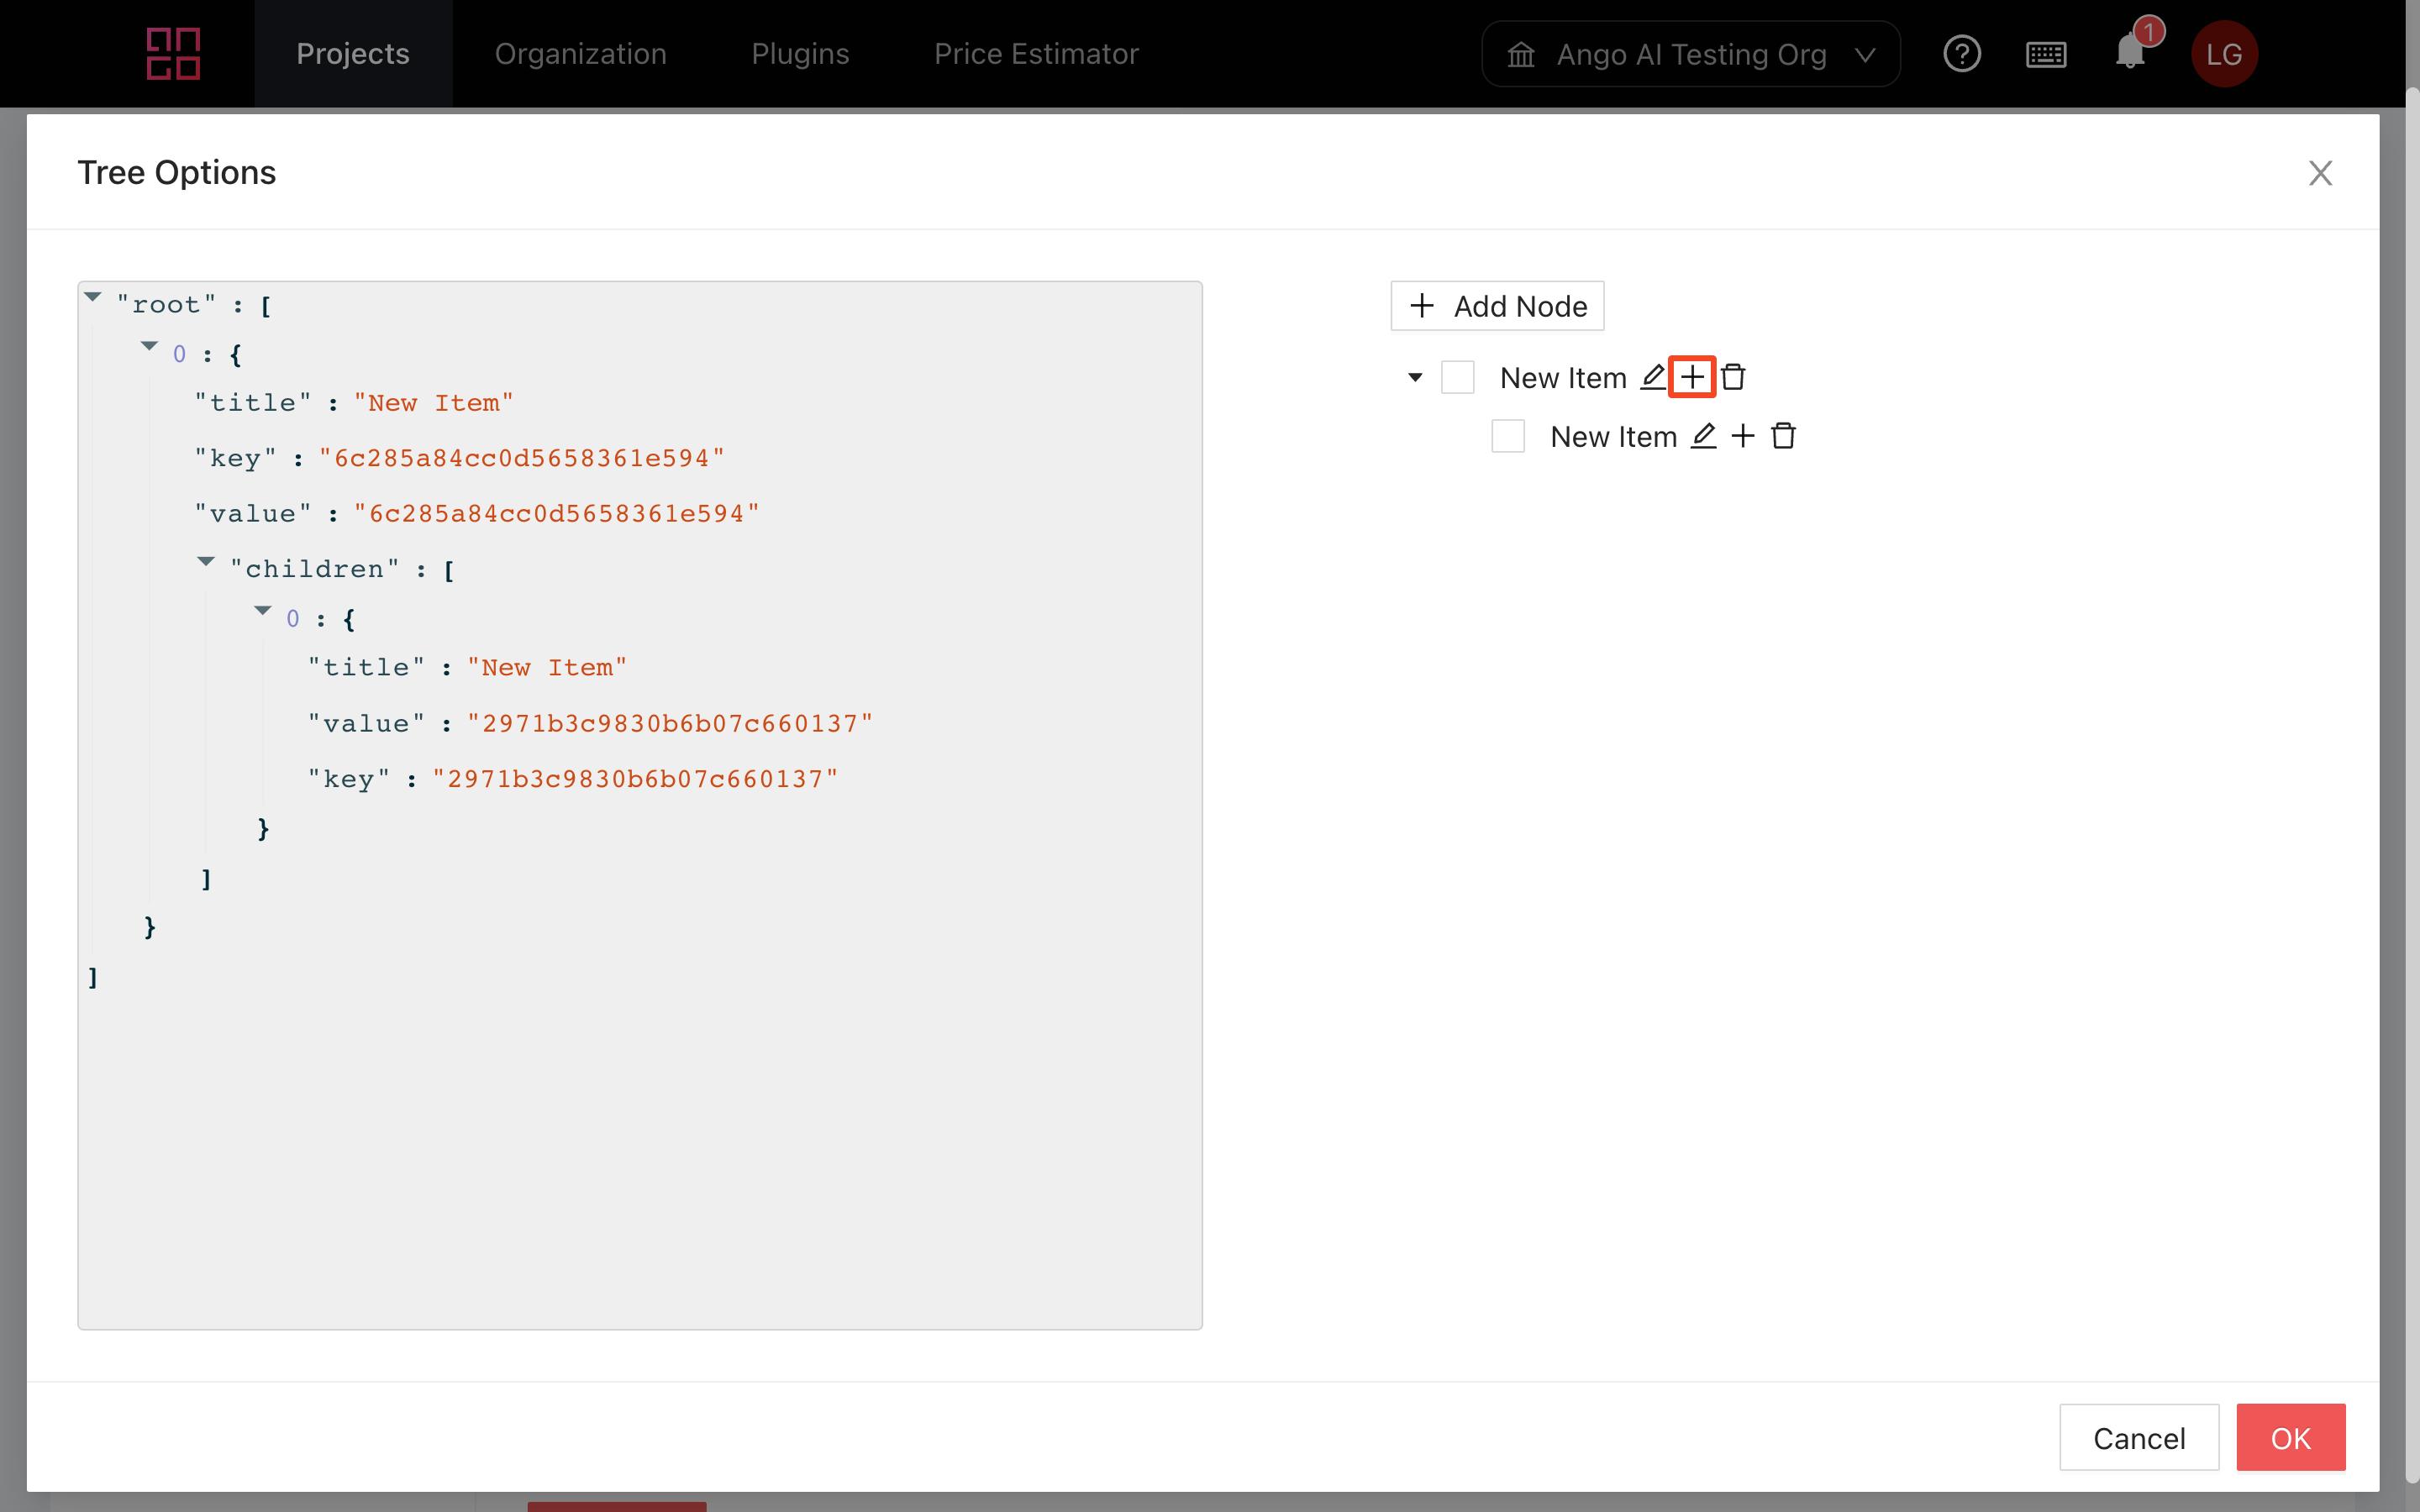 Projects
Organization
Plugins
Price Estimator
Ango AI Testing Org
1
LG
Tree Options
"root" : [
0 : {
"title" : "New Item"
"key" : "6c285a84cc0d5658361e594"
"value" : "6c285a84cc0d5658361e594"
"children" : [
0 : {
"title" : "New Item"
"value" : "2971b3c9830b6b07c660137"
"key" : "2971b3c9830b6b07c660137"
}
]
}
]
Add Node
New Item
New Item
Cancel
OK